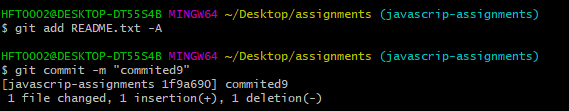 HFT0002@DESKTOP-DT55S4B MINGW64 ~/Desktop/assignments (javascrip-assignments)
$ git add README.txt -A
HFT0002@DESKTOP-DT55S4B MINGW64 ~/Desktop/assignments (javascrip-assignments)
$ git commit -m "commited9"
[javascrip-assignments 1f9a690] commited9
 1 file changed, 1 insertion(+), 1 deletion(-)